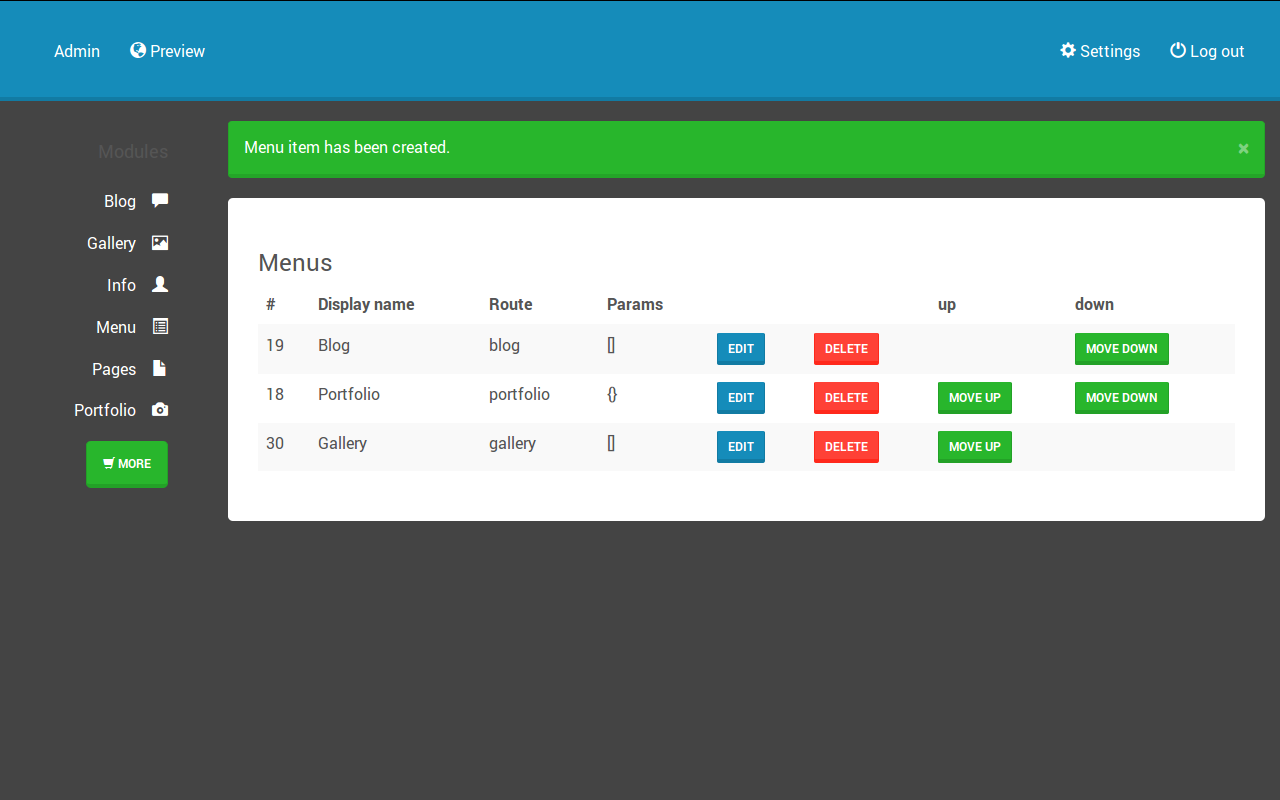 Admin Preview Settings Log out
Modules
Blog
Gallery
Info
Menu
Pages
Portfolio
MORE
Menu item has been created. ×
Menus
# Display name Route Params up down
19 Blog blog [] EDIT DELETE MOVE DOWN
18 Portfolio portfolio {} EDIT DELETE MOVE UP MOVE DOWN
30 Gallery gallery [] EDIT DELETE MOVE UP